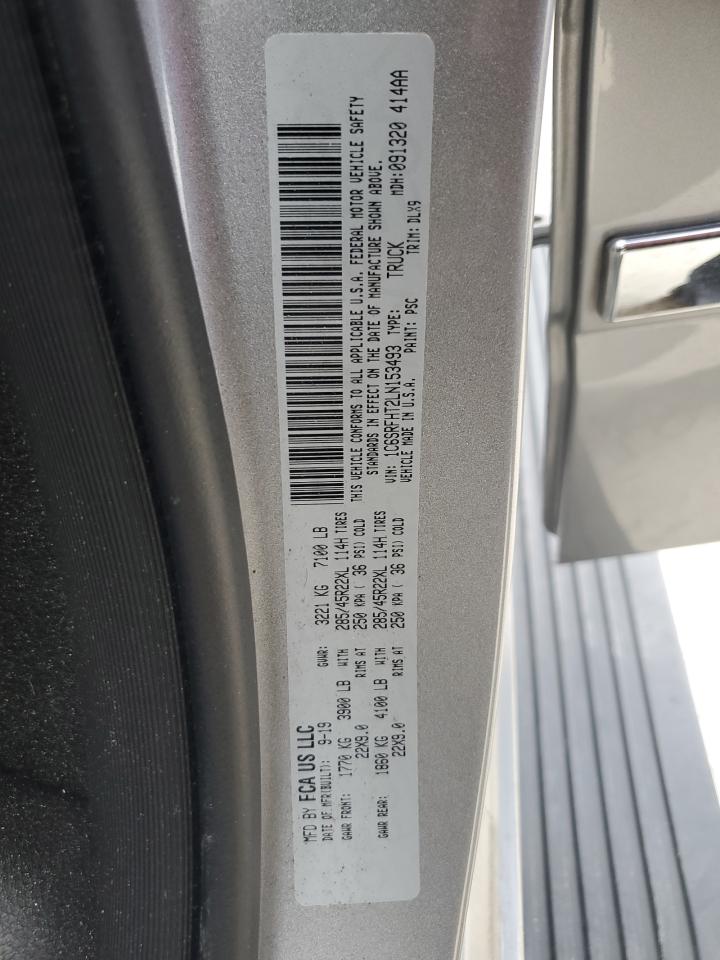 MFD BY FCA US LLC
DATE OF MFR(BUILT): 9-19 GVWR: 3221 KG 7100 LB
GAWR FRONT: 1770 KG 3900 LB WITH 285/45R22XL 114H TIRES
22X9.0 RIMS AT 250 KPA ( 36 PSI) COLD
GAWR REAR: 1860 KG 4100 LB WITH 285/45R22XL 114H TIRES
22X9.0 RIMS AT 250 KPA ( 36 PSI) COLD
THIS VEHICLE CONFORMS TO ALL APPLICABLE U.S.A. FEDERAL MOTOR VEHICLE SAFETY
STANDARDS IN EFFECT ON THE DATE OF MANUFACTURE SHOWN ABOVE.
VIN: 1C6SRFHT2LN153493 TYPE: TRUCK MDH:091320 414AA
VEHICLE MADE IN U.S.A. PAINT: PSC TRIM: DLX9